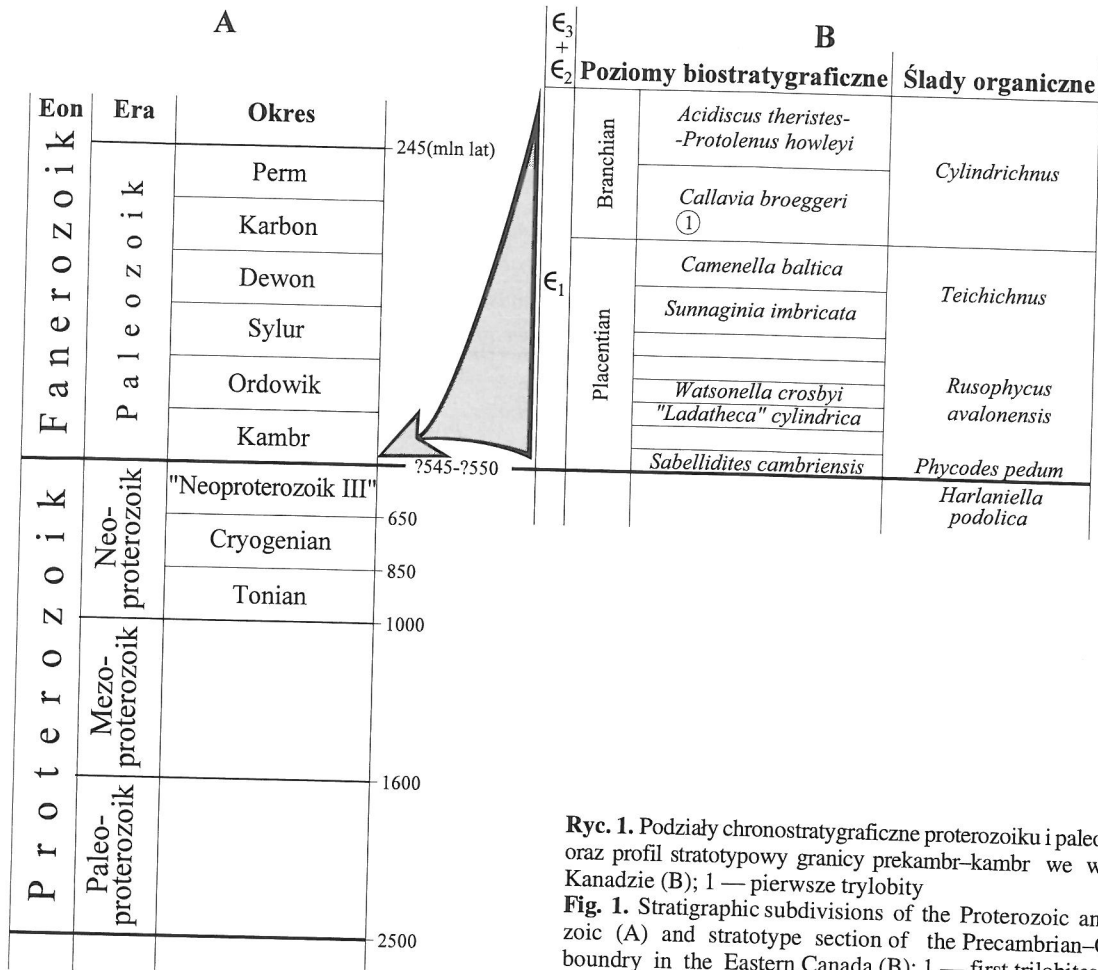 A
Eon
Era
Okres
Fanerozoik
Paleozoik
245(mln lat)
Perm
Karbon
Dewon
Sylur
Ordowik
Kambr
?545-?550
Proterozoik
Neo-
proterozoik
"Neoproterozoik III"
650
Cryogenian
850
Tonian
1000
Mezo-
proterozoik
1600
Paleo-
proterozoik
2500
B
ϵ3
+
ϵ2
Poziomy biostratygraficzne
Ślady organiczne
ϵ1
Branchian
Acidiscus theristes-
-Protolenus howleyi
Callavia broeggeri
1
Cylindrichnus
Placentian
Camenella baltica
Sunnaginia imbricata
Teichichnus
Watsonella crosbyi
"Ladatheca" cylindrica
Rusophycus
avalonensis
Sabellidites cambriensis
Phycodes pedum
Harlaniella
podolica
Ryc. 1. Podziały chronostratygraficzne proterozoiku i paleo
oraz profil stratotypowy granicy prekambr–kambr we w
Kanadzie (B); 1 — pierwsze trylobity
Fig. 1. Stratigraphic subdivisions of the Proterozoic an
zoic (A) and stratotype section of the Precambrian–
boundry in the Eastern Canada (B); 1 — first trilobites